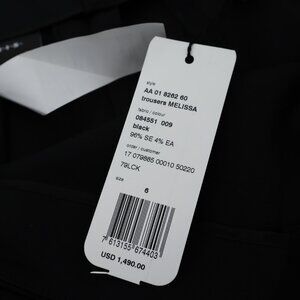 style
AA 01 8262 60
trousers MELISSA
fabric / colour
084551 009
black
96% SE 4% EA
order / customer
17 079865 00010 50220
79LCK
size
6
7 613155 674403
USD 1,490.00